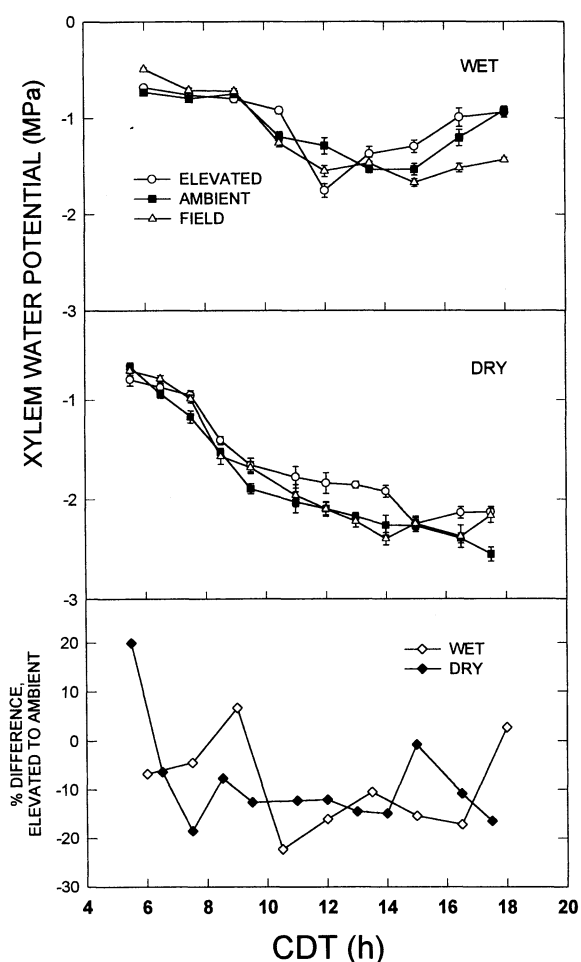 0
WET
-1
ELEVATED
AMBIENT
FIELD
-2
-3
XYLEM WATER POTENTIAL (MPa)
DRY
-1
-2
-3
WET
DRY
20
10
0
-10
-20
-30
% DIFFERENCE,
ELEVATED TO AMBIENT
4 6 8 10 12 14 16 18 20
CDT (h)